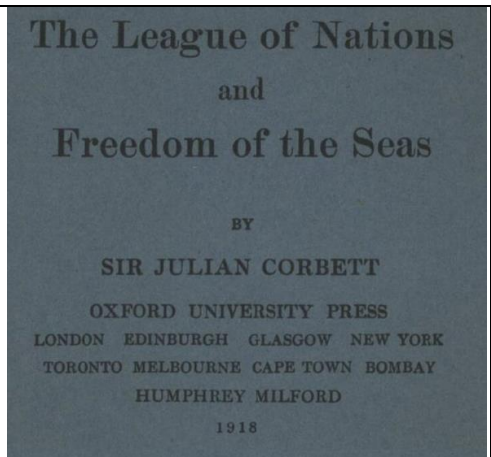 The League of Nations
and
Freedom of the Seas
BY
SIR JULIAN CORBETT
OXFORD UNIVERSITY PRESS
LONDON EDINBURGH GLASGOW NEW YORK
TORONTO MELBOURNE CAPE TOWN BOMBAY
HUMPHREY MILFORD
1918